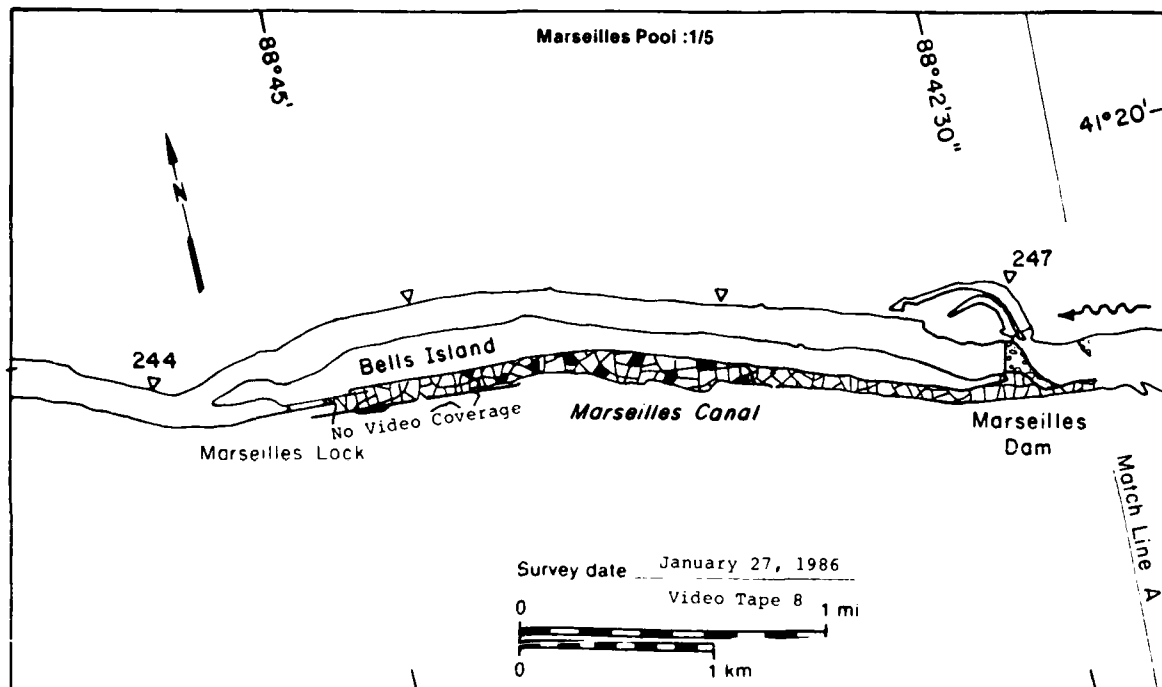 Marseilles Pool :1/5
88°45'
88°42'30"
41°20'
N
247
244
Bells Island
No Video Coverage
Marseilles Canal
Marseilles Lock
Marseilles
Dam
Match Line A
Survey date January 27, 1986
Video Tape 8
0 1 mi
0 1 km